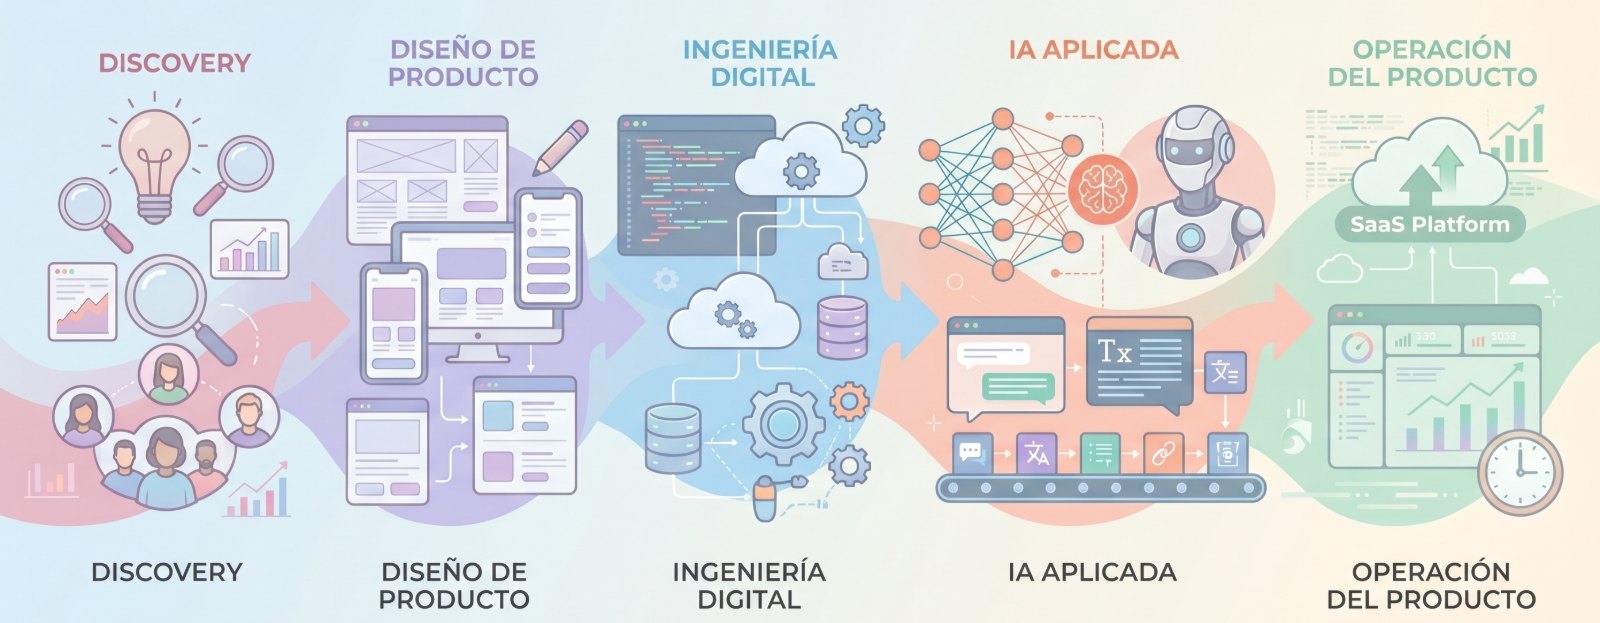 DISCOVERY
DISEÑO DE
PRODUCTO
INGENIERÍA
DIGITAL
IA APLICADA
OPERACIÓN
DEL PRODUCTO
SaaS Platform
Tx
DISCOVERY
DISEÑO DE
PRODUCTO
INGENIERÍA
DIGITAL
IA APLICADA
OPERACIÓN
DEL PRODUCTO